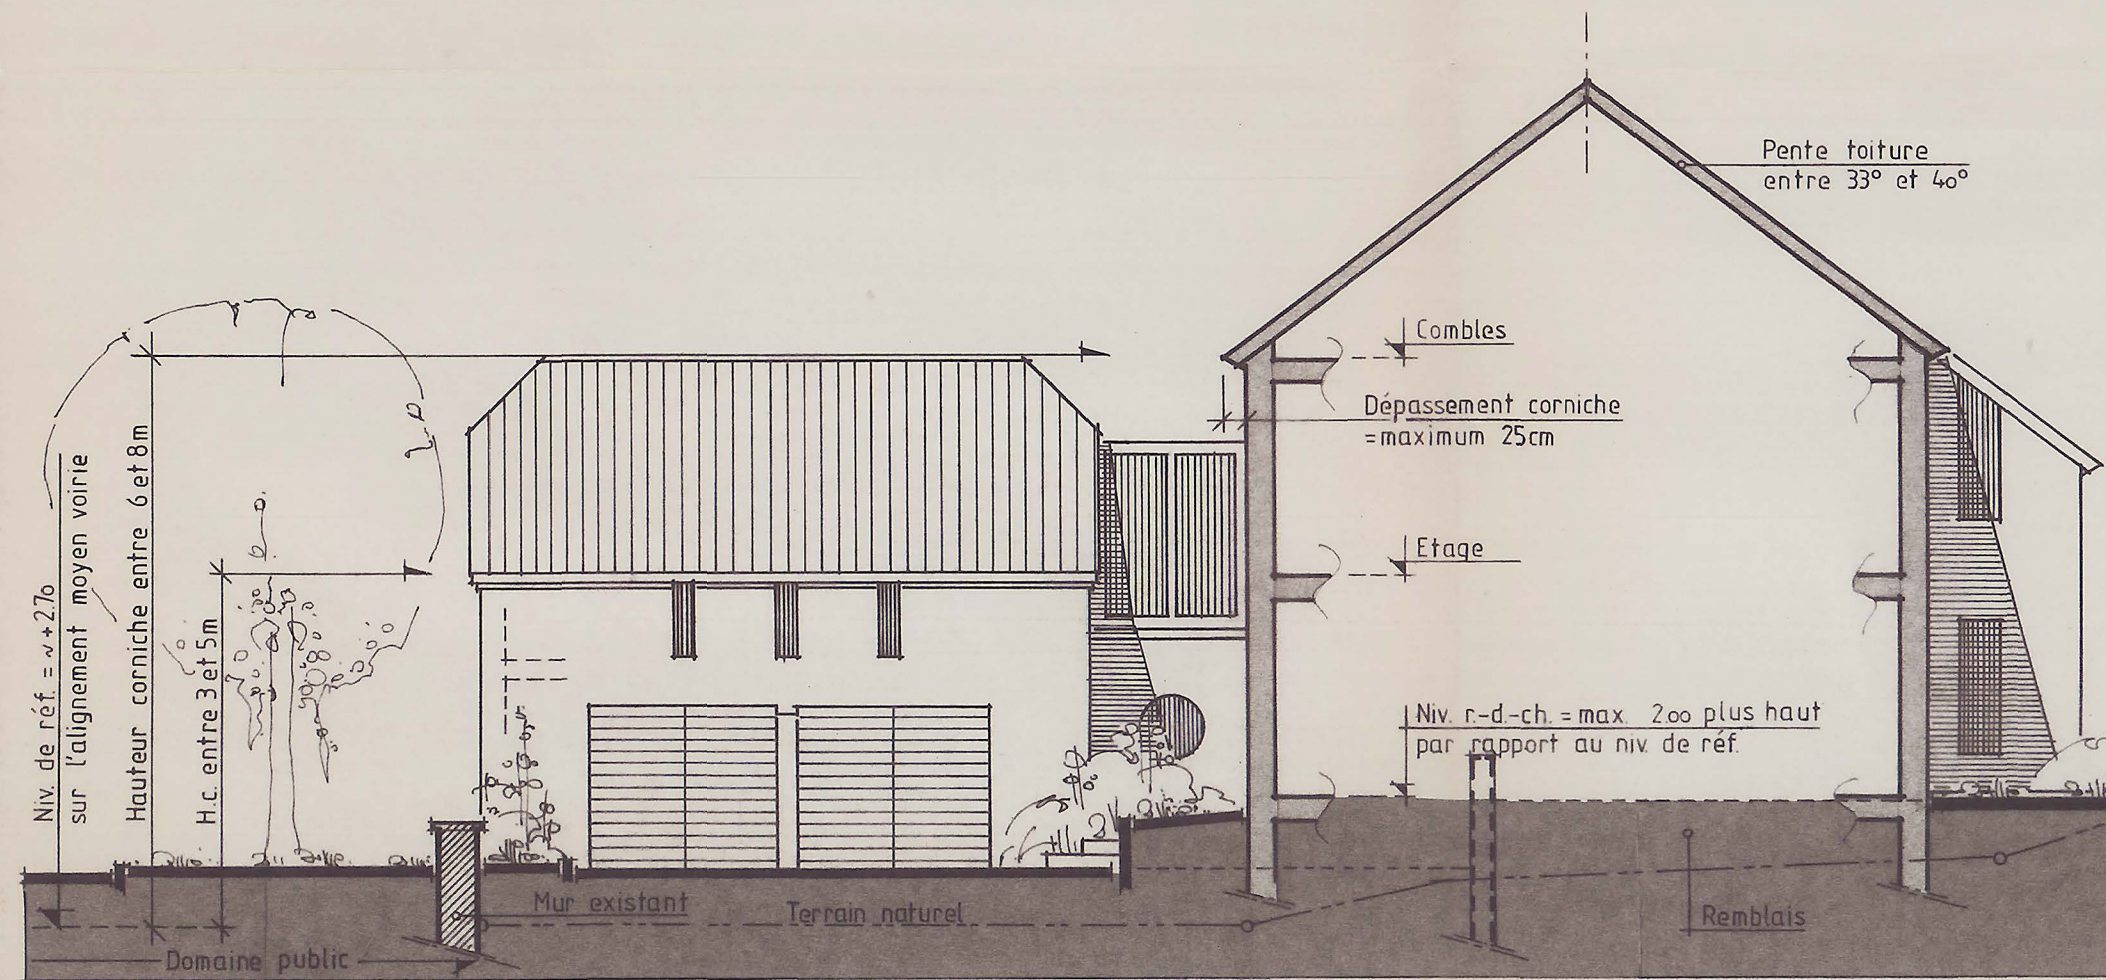 Niv. de réf. = ~ + 2.70
sur l'alignement moyen voirie
Hauteur corniche entre 6 et 8m
H.c. entre 3 et 5m
Pente toiture
entre 33° et 40°
Combles
Dépassement corniche
=maximum 25cm
Etage
Niv. r.-d.-ch. = max. 2.00 plus haut
par rapport au niv. de réf.
Mur existant
Terrain naturel
Remblais
Domaine public